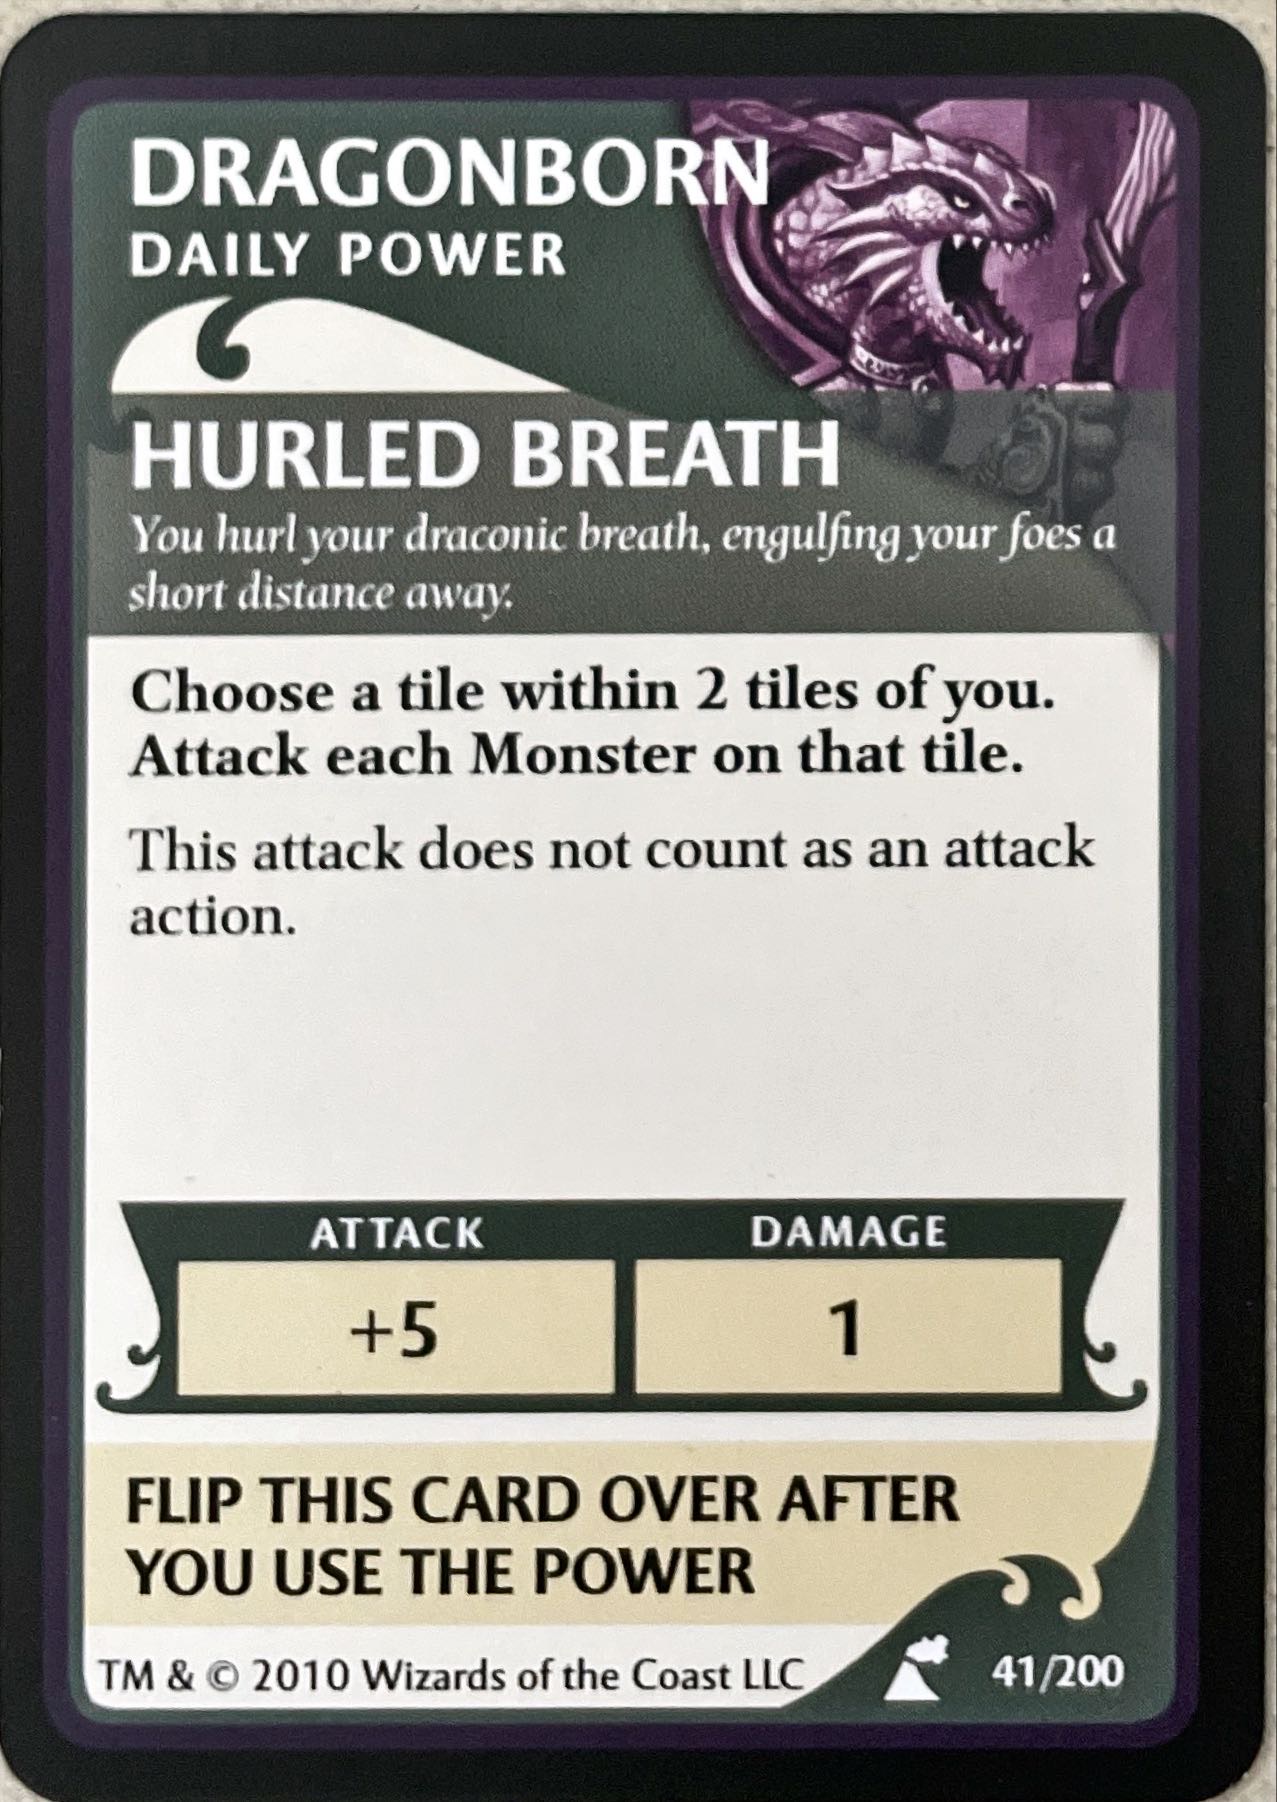 DRAGONBORN
DAILY POWER
HURLED BREATH
You hurl your draconic breath, engulfing your foes a
short distance away.
Choose a tile within 2 tiles of you.
Attack each Monster on that tile.
This attack does not count as an attack
action.
ATTACK DAMAGE
+5 1
FLIP THIS CARD OVER AFTER
YOU USE THE POWER
TM & © 2010 Wizards of the Coast LLC 41/200